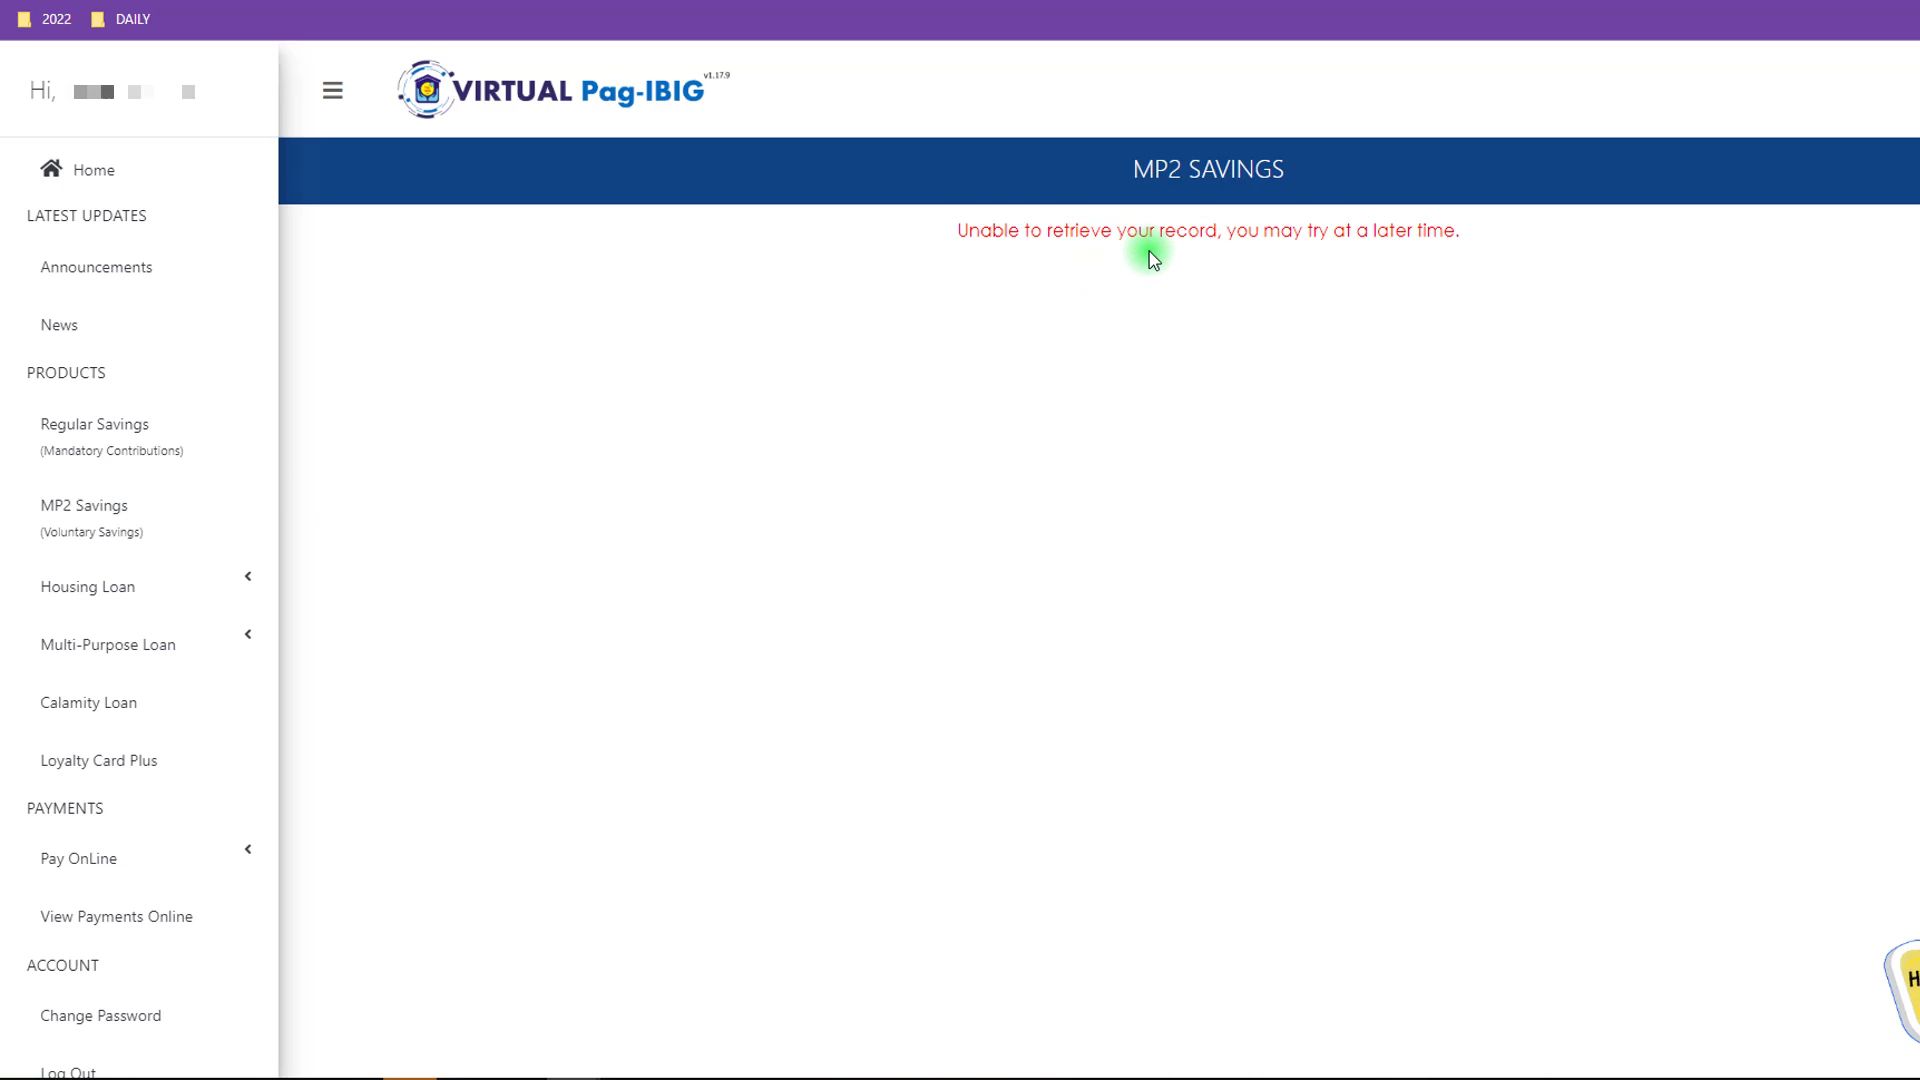 2022 DAILY
Hi,
VIRTUAL Pag-IBIG v1.17.9
Home
LATEST UPDATES
Announcements
News
PRODUCTS
Regular Savings
(Mandatory Contributions)
MP2 Savings
(Voluntary Savings)
Housing Loan
Multi-Purpose Loan
Calamity Loan
Loyalty Card Plus
PAYMENTS
Pay OnLine
View Payments Online
ACCOUNT
Change Password
Log Out
MP2 SAVINGS
Unable to retrieve your record, you may try at a later time.
H